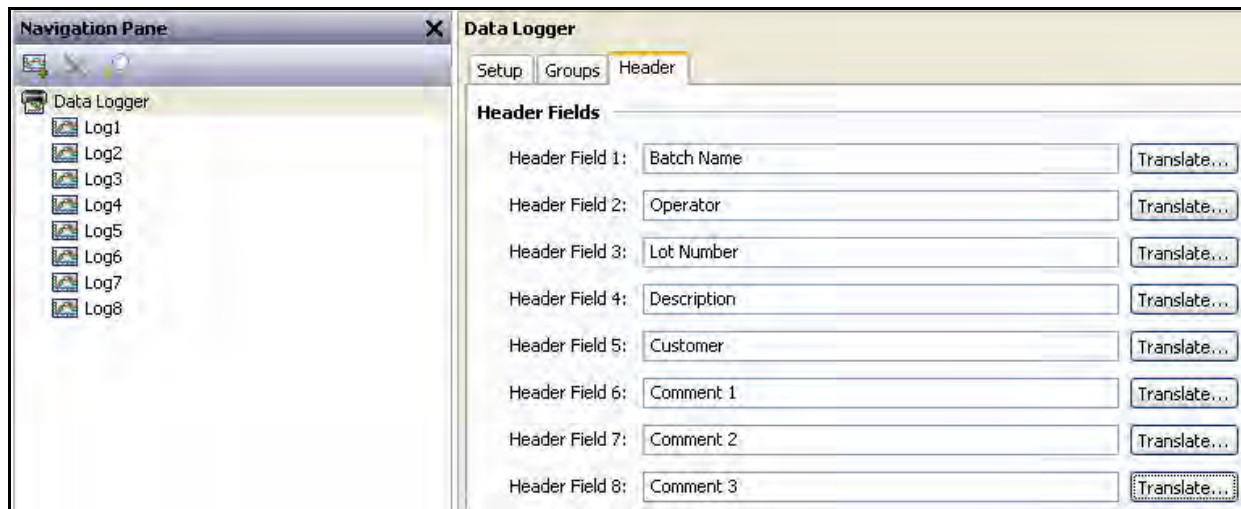 Navigation Pane
Data Logger
Log1
Log2
Log3
Log4
Log5
Log6
Log7
Log8
Data Logger
Setup Groups Header
Header Fields
Header Field 1: Batch Name Translate...
Header Field 2: Operator Translate...
Header Field 3: Lot Number Translate...
Header Field 4: Description Translate...
Header Field 5: Customer Translate...
Header Field 6: Comment 1 Translate...
Header Field 7: Comment 2 Translate...
Header Field 8: Comment 3 Translate...